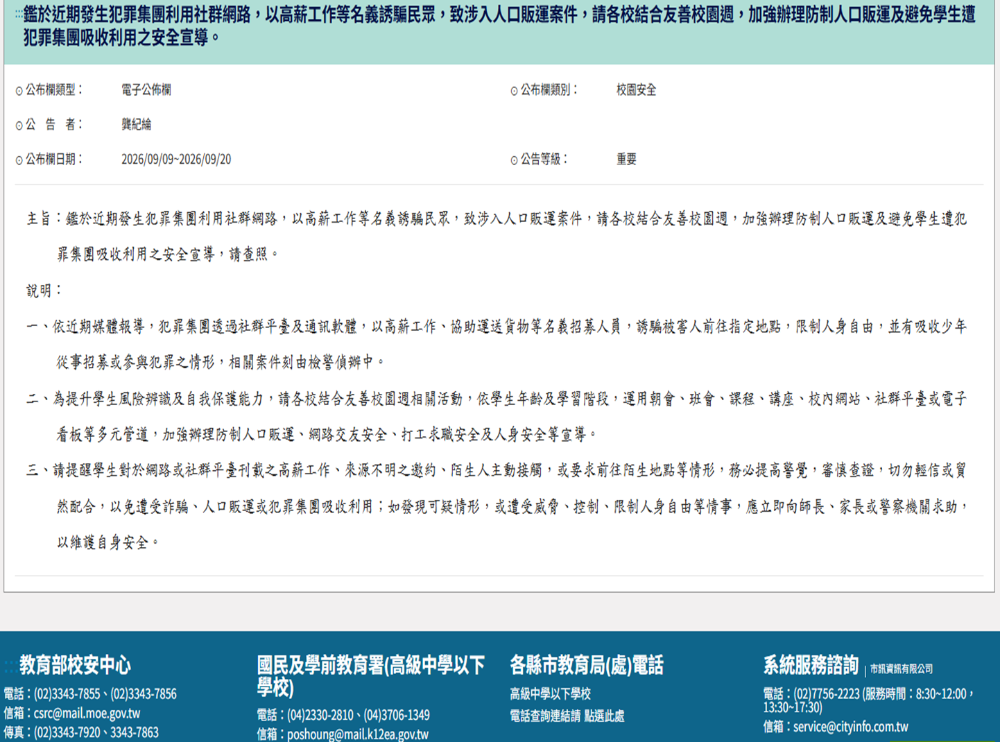 :::鑑於近期發生犯罪集團利用社群網路，以高薪工作等名義誘騙民眾，致涉入人口販運案件，請各校結合友善校園週，加強辦理防制人口販運及避免學生遭
犯罪集團吸收利用之安全宣導。
⊙ 公布欄類型： 電子公佈欄 ⊙ 公布欄類別： 校園安全
⊙ 公 告 者： 龔紀綸
⊙ 公布欄日期： 2026/09/09~2026/09/20 ⊙ 公告等級： 重要
主旨：鑑於近期發生犯罪集團利用社群網路，以高薪工作等名義誘騙民眾，致涉入人口販運案件，請各校結合友善校園週，加強辦理防制人口販運及避免學生遭犯
罪集團吸收利用之安全宣導，請查照。
說明：
一、依近期媒體報導，犯罪集團透過社群平臺及通訊軟體，以高薪工作、協助運送貨物等名義招募人員，誘騙被害人前往指定地點，限制人身自由，並有吸收少年
從事招募或參與犯罪之情形，相關案件刻由檢警偵辦中。
二、為提升學生風險辨識及自我保護能力，請各校結合友善校園週相關活動，依學生年齡及學習階段，運用朝會、班會、課程、講座、校內網站、社群平臺或電子
看板等多元管道，加強辦理防制人口販運、網路交友安全、打工求職安全及人身安全等宣導。
三、請提醒學生對於網路或社群平臺刊載之高薪工作、來源不明之邀約、陌生人主動接觸，或要求前往陌生地點等情形，務必提高警覺，審慎查證，切勿輕信或貿
然配合，以免遭受詐騙、人口販運或犯罪集團吸收利用；如發現可疑情形，或遭受威脅、控制、限制人身自由等情事，應立即向師長、家長或警察機關求助，
以維護自身安全。
:::教育部校安中心
電話：(02)3343-7855、(02)3343-7856
信箱：csrc@mail.moe.gov.tw
傳真：(02)3343-7920、3343-7863
國民及學前教育署(高級中學以下
學校)
電話：(04)2330-2810、(04)3706-1349
信箱：poshoung@mail.k12ea.gov.tw
各縣市教育局(處)電話
高級中學以下學校
電話查詢連結請 點選此處
系統服務諮詢 | 市訊資訊有限公司
電話：(02)7756-2223 (服務時間：8:30~12:00，
13:30~17:30)
信箱：service@cityinfo.com.tw